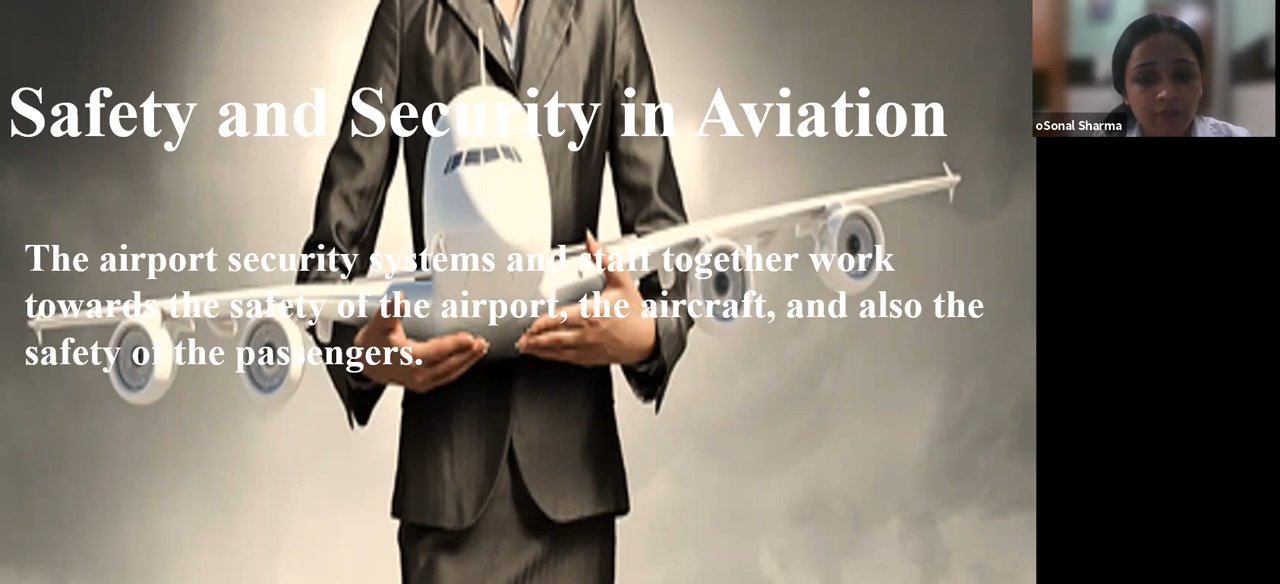 Safety and Security in Aviation
The airport security systems and staff together work
towards the safety of the airport, the aircraft, and also the
safety of the passengers.
oSonal Sharma